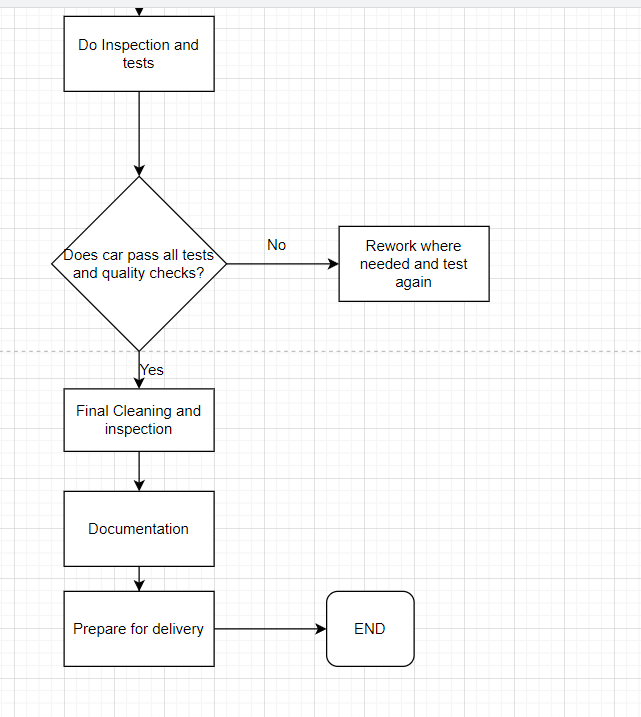 Do Inspection and
tests
Does car pass all tests
and quality checks?
No
Rework where
needed and test
again
Yes
Final Cleaning and
inspection
Documentation
Prepare for delivery
END